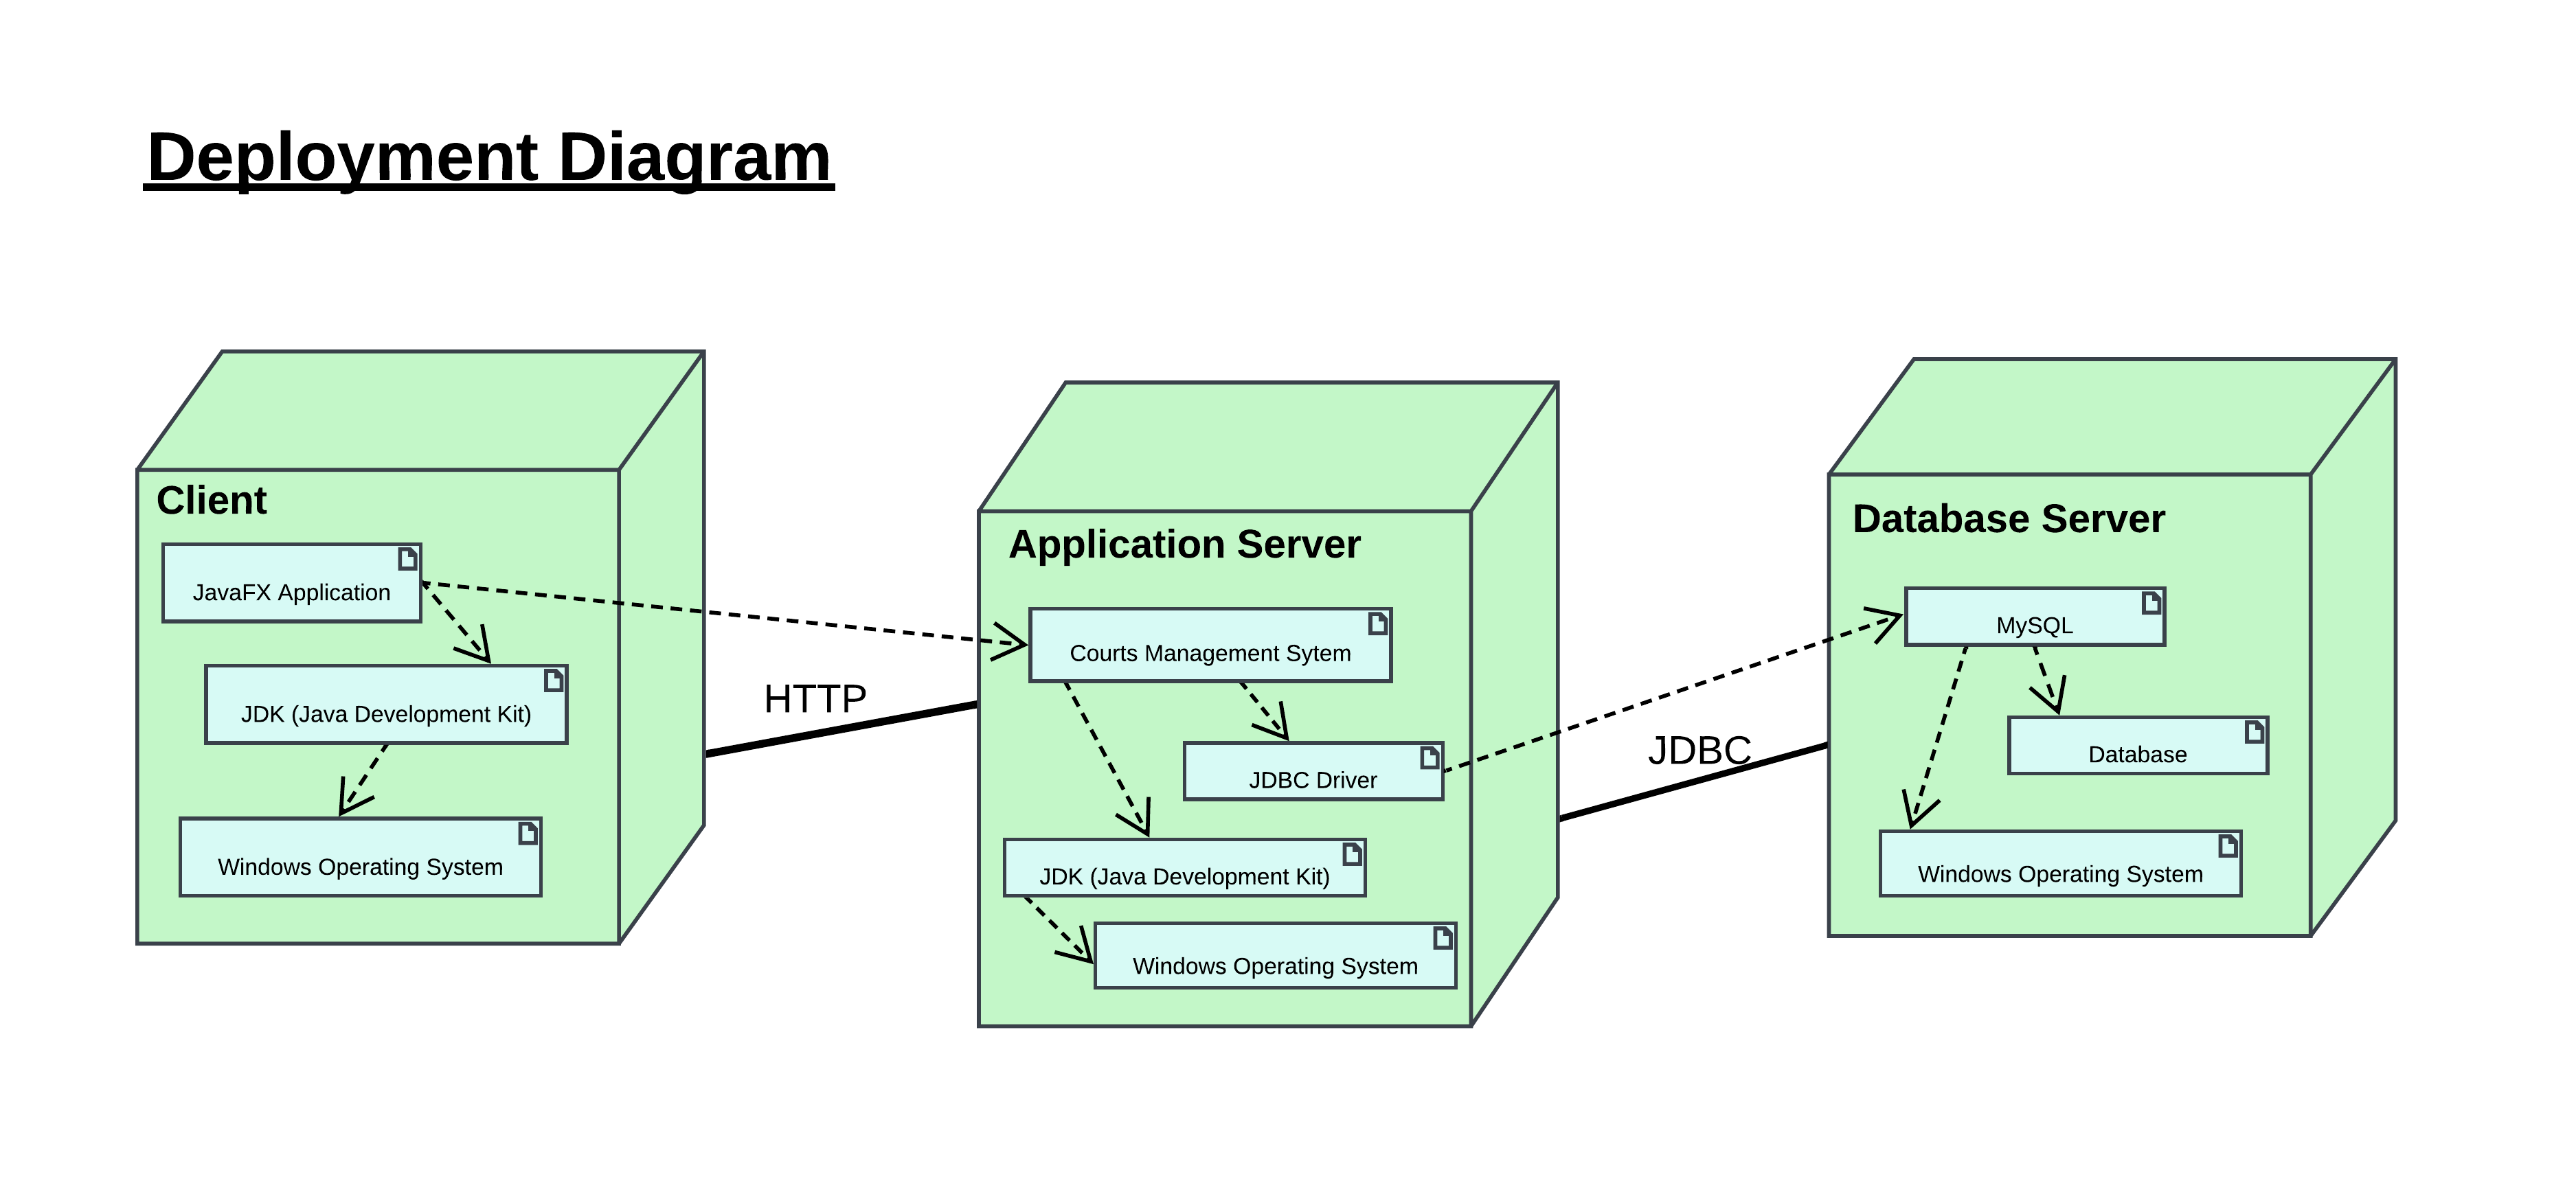 Deployment Diagram
Client
JavaFX Application
JDK (Java Development Kit)
Windows Operating System
HTTP
Application Server
Courts Management Sytem
JDBC Driver
JDK (Java Development Kit)
Windows Operating System
JDBC
Database Server
MySQL
Database
Windows Operating System